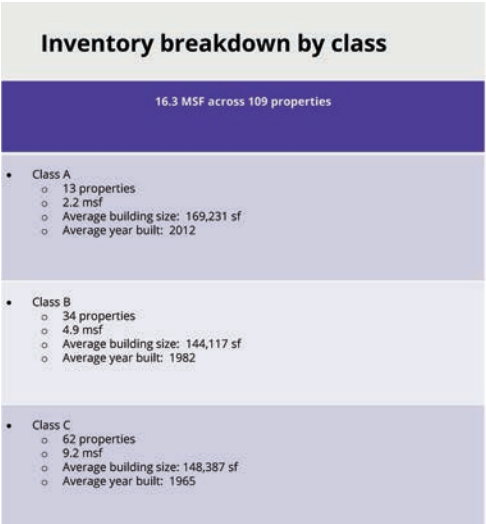 Inventory breakdown by class
16.3 MSF across 109 properties
• Class A
o 13 properties
o 2.2 msf
o Average building size: 169,231 sf
o Average year built: 2012
• Class B
o 34 properties
o 4.9 msf
o Average building size: 144,117 sf
o Average year built: 1982
• Class C
o 62 properties
o 9.2 msf
o Average building size: 148,387 sf
o Average year built: 1965